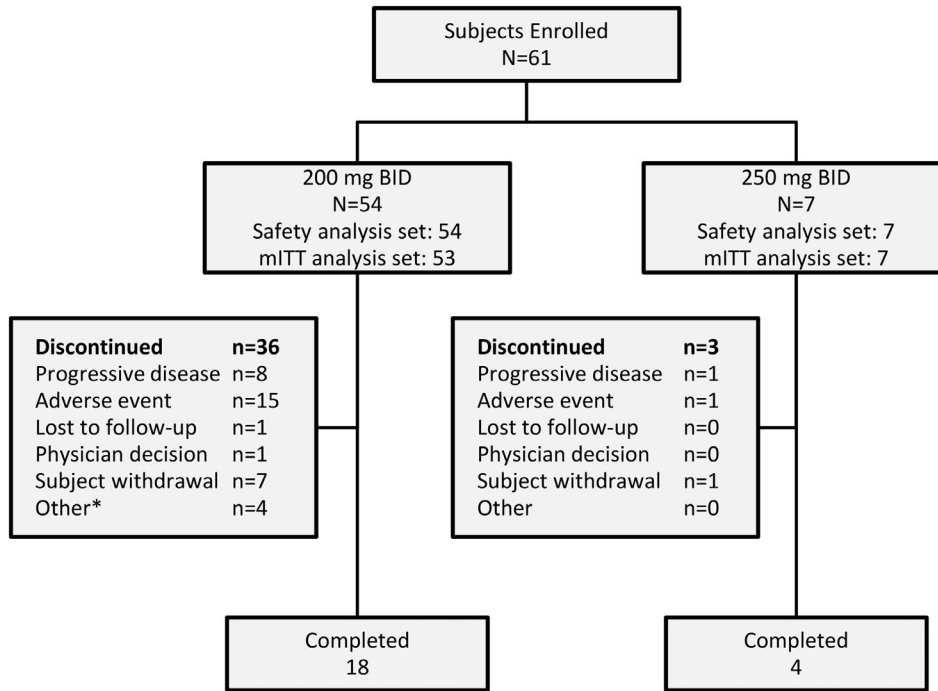 Subjects Enrolled
N=61
200 mg BID
N=54
Safety analysis set: 54
mITT analysis set: 53
250 mg BID
N=7
Safety analysis set: 7
mITT analysis set: 7
Discontinued n=36
Progressive disease n=8
Adverse event n=15
Lost to follow-up n=1
Physician decision n=1
Subject withdrawal n=7
Other* n=4
Discontinued n=3
Progressive disease n=1
Adverse event n=1
Lost to follow-up n=0
Physician decision n=0
Subject withdrawal n=1
Other n=0
Completed
18
Completed
4